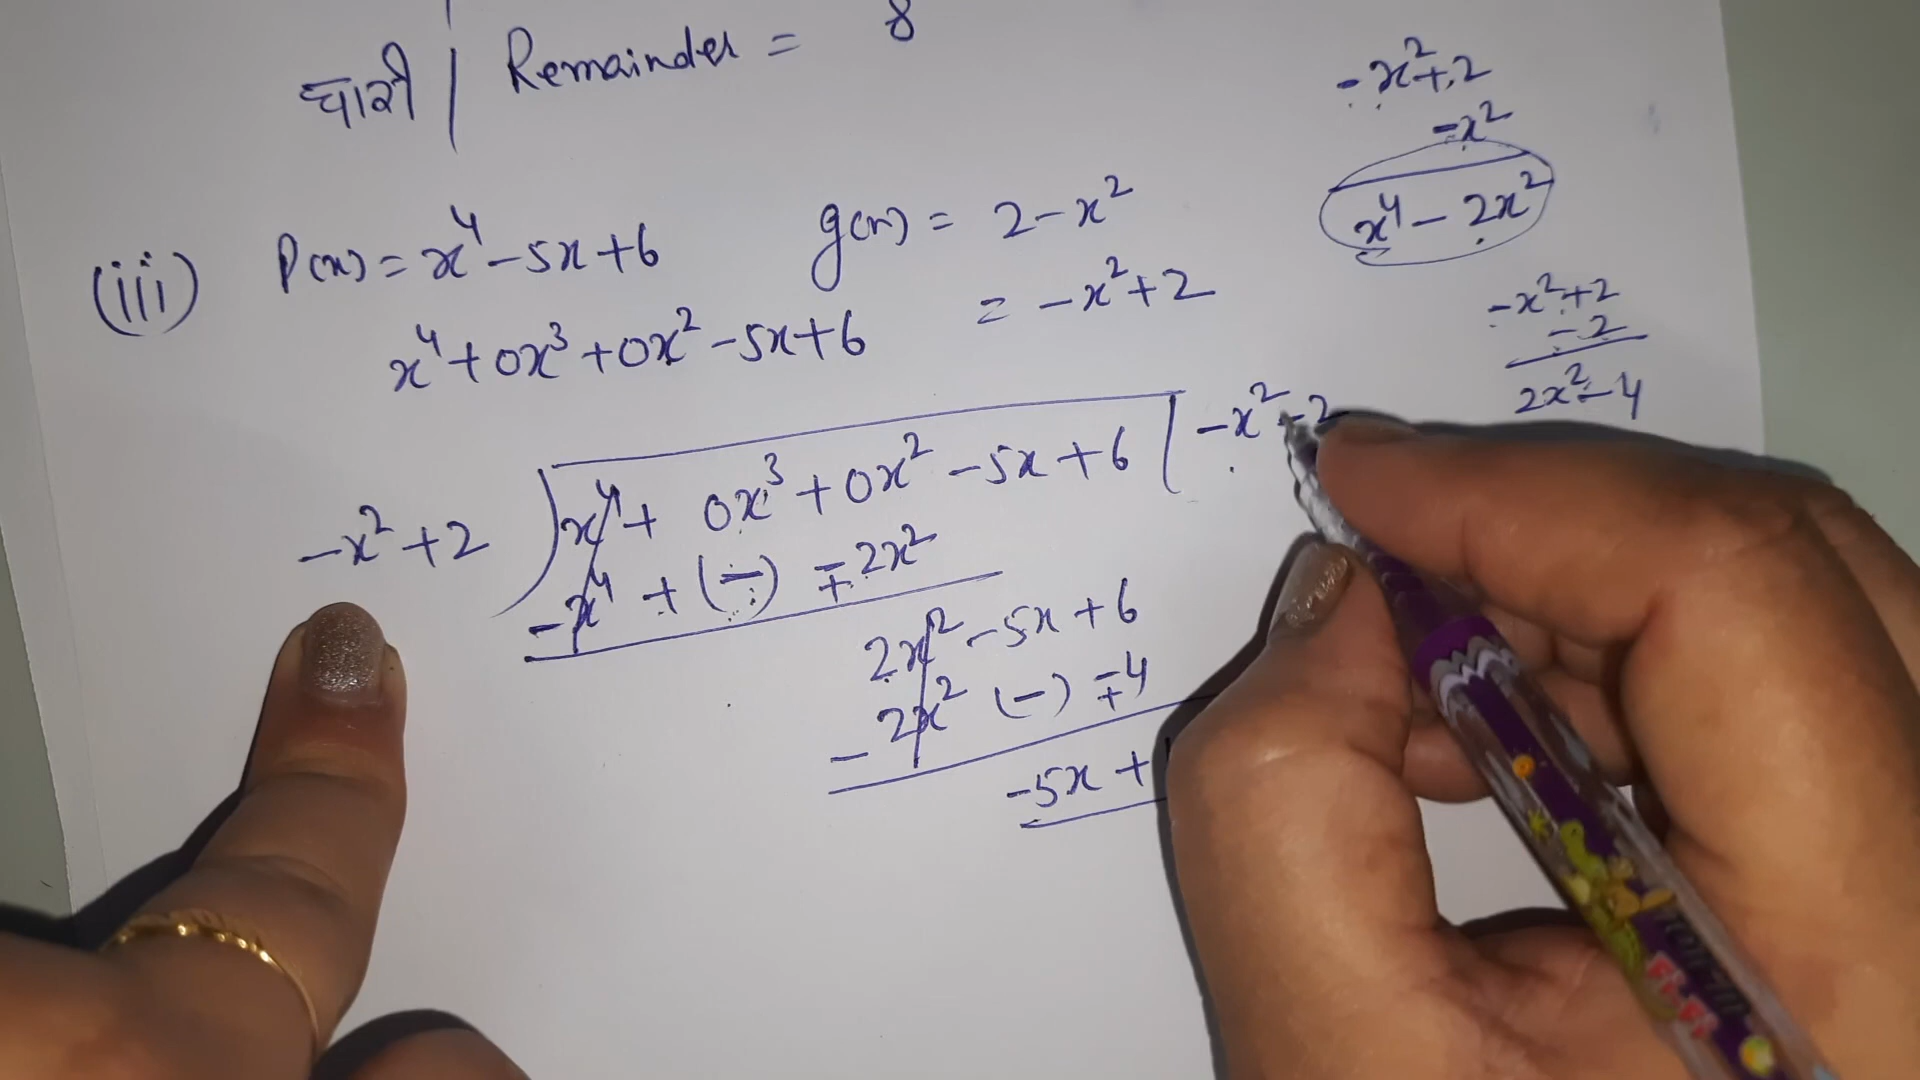 घारी / Remainder = 8
(iii) P(x) = x⁴ - 5x + 6 g(x) = 2 - x²
x⁴ + 0x³ + 0x² - 5x + 6 = -x² + 2
-x² + 2 ) x⁴ + 0x³ + 0x² - 5x + 6 ( -x² - 2
- x⁴ + (-) ∓ 2x²
2x² - 5x + 6
- 2x² (-) ∓ 4
-5x +
-x² + 2
-x²
x⁴ - 2x²
-x² + 2
- 2
2x² - 4